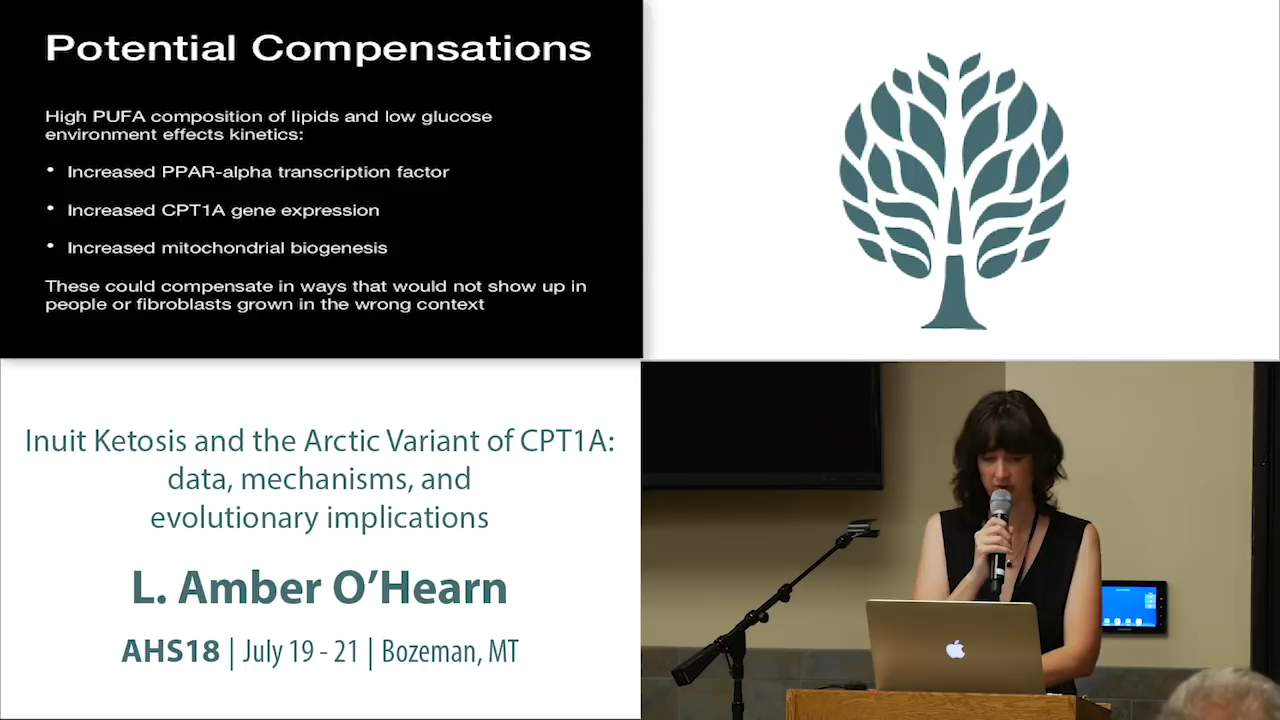 Potential Compensations
High PUFA composition of lipids and low glucose
environment effects kinetics:
• Increased PPAR-alpha transcription factor
• Increased CPT1A gene expression
• Increased mitochondrial biogenesis
These could compensate in ways that would not show up in
people or fibroblasts grown in the wrong context
Inuit Ketosis and the Arctic Variant of CPT1A:
data, mechanisms, and
evolutionary implications
L. Amber O’Hearn
AHS18 | July 19 - 21 | Bozeman, MT